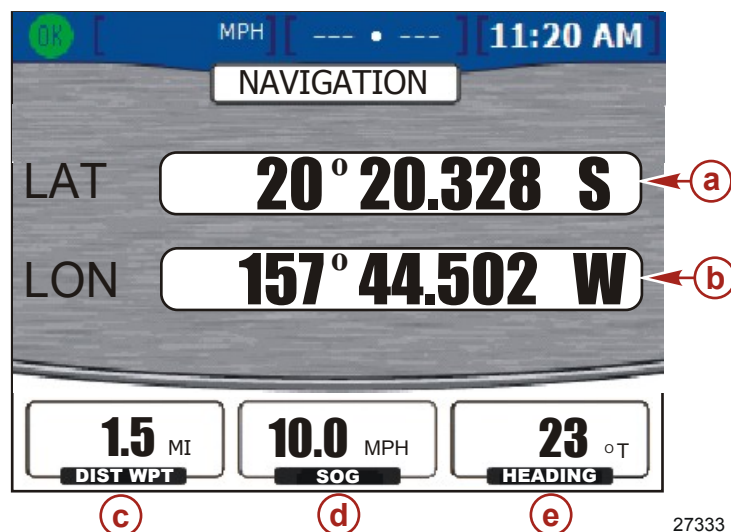 OK [ MPH ] [ --- • --- ] [ 11:20 AM ]
NAVIGATION
LAT 20° 20.328 S a
LON 157° 44.502 W b
1.5 MI 10.0 MPH 23 °T
DIST WPT SOG HEADING
c d e
27333